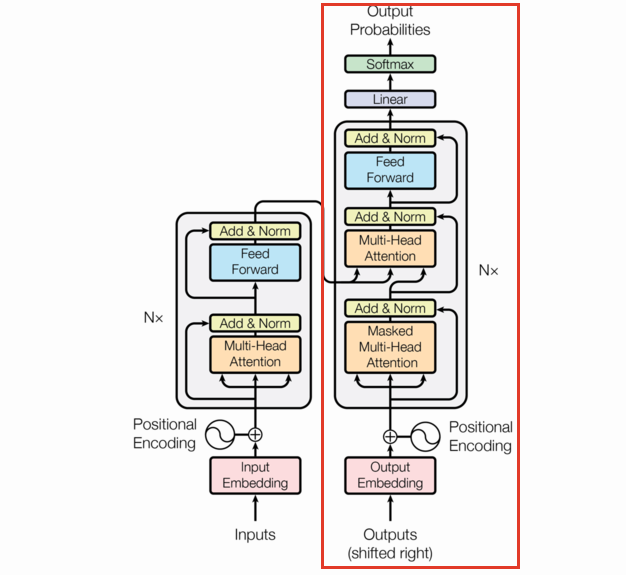 Output
Probabilities
Softmax
Linear
Add & Norm
Feed
Forward
Add & Norm
Multi-Head
Attention
Add & Norm
Masked
Multi-Head
Attention
Nx
Positional
Encoding
Output
Embedding
Outputs
(shifted right)
Add & Norm
Feed
Forward
Add & Norm
Multi-Head
Attention
Nx
Positional
Encoding
Input
Embedding
Inputs